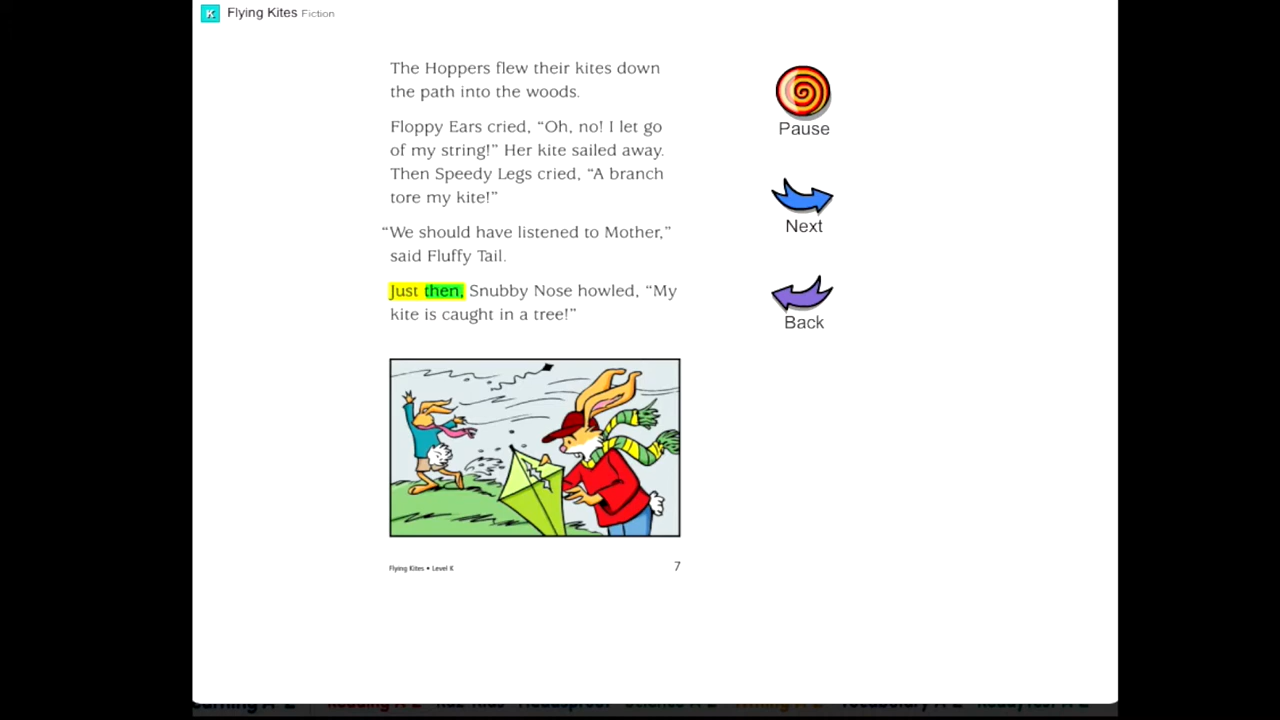 K Flying Kites Fiction
The Hoppers flew their kites down
the path into the woods.
Floppy Ears cried, “Oh, no! I let go
of my string!” Her kite sailed away.
Then Speedy Legs cried, “A branch
tore my kite!”
“We should have listened to Mother,”
said Fluffy Tail.
Just then, Snubby Nose howled, “My
kite is caught in a tree!”
Flying Kites • Level K
7
Pause
Next
Back